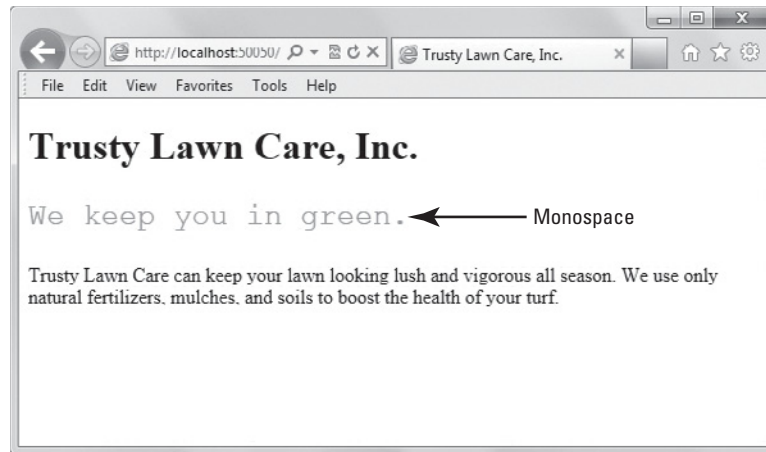 http://localhost:50050/
Trusty Lawn Care, Inc.
File Edit View Favorites Tools Help
Trusty Lawn Care, Inc.
We keep you in green.
Monospace
Trusty Lawn Care can keep your lawn looking lush and vigorous all season. We use only
natural fertilizers, mulches, and soils to boost the health of your turf.